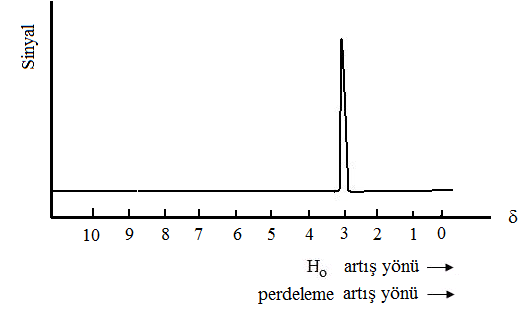 Sinyal
δ
10 9 8 7 6 5 4 3 2 1 0
Ho artış yönü
perdeleme artış yönü